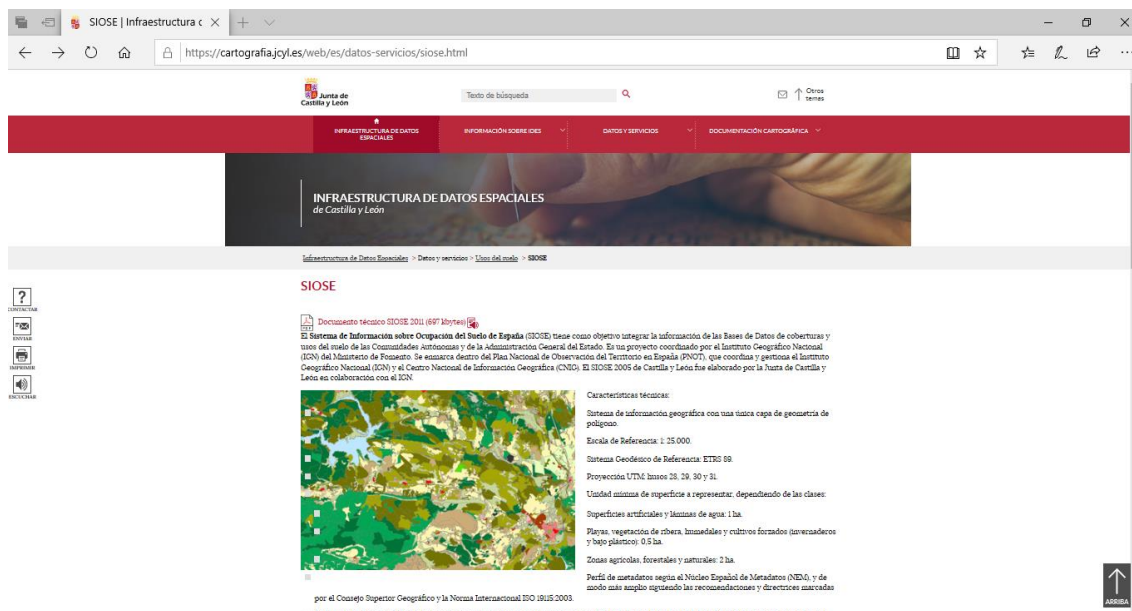 SIOSE | Infraestructura c
https://cartografia.jcyl.es/web/es/datos-servicios/siose.html
Junta de
Castilla y León
Texto de búsqueda
Otros
temas
INFRAESTRUCTURA DE DATOS
ESPACIALES
INFORMACIÓN SOBRE IDES
DATOS Y SERVICIOS
DOCUMENTACIÓN CARTOGRÁFICA
INFRAESTRUCTURA DE DATOS ESPACIALES
de Castilla y León
Infraestructura de Datos Espaciales > Datos y servicios > Usos del suelo > SIOSE
SIOSE
CONTACTAR
ENVIAR
IMPRIMIR
ESCUCHAR
Documento técnico SIOSE 2011 (697 kbytes)
El Sistema de Información sobre Ocupación del Suelo de España (SIOSE) tiene como objetivo integrar la información de las Bases de Datos de coberturas y
usos del suelo de las Comunidades Autónomas y de la Administración General del Estado. Es un proyecto coordinado por el Instituto Geográfico Nacional
(IGN) del Ministerio de Fomento. Se enmarca dentro del Plan Nacional de Observación del Territorio en España (PNOT), que coordina y gestiona el Instituto
Geográfico Nacional (IGN) y el Centro Nacional de Información Geográfica (CNIG). El SIOSE 2005 de Castilla y León fue elaborado por la Junta de Castilla y
León en colaboración con el IGN.
Características técnicas:
Sistema de información geográfica con una única capa de geometría de
polígono.
Escala de Referencia: 1: 25.000.
Sistema Geodésico de Referencia: ETRS 89.
Proyección UTM: husos 28, 29, 30 y 31.
Unidad mínima de superficie a representar, dependiendo de las clases:
Superficies artificiales y láminas de agua: 1 ha.
Playas, vegetación de ribera, humedales y cultivos forzados (invernaderos
y bajo plástico): 0,5 ha.
Zonas agrícolas, forestales y naturales: 2 ha.
Perfil de metadatos según el Núcleo Español de Metadatos (NEM), y de
modo más amplio siguiendo las recomendaciones y directrices marcadas
por el Consejo Superior Geográfico y la Norma Internacional ISO 19115:2003.
ARRIBA